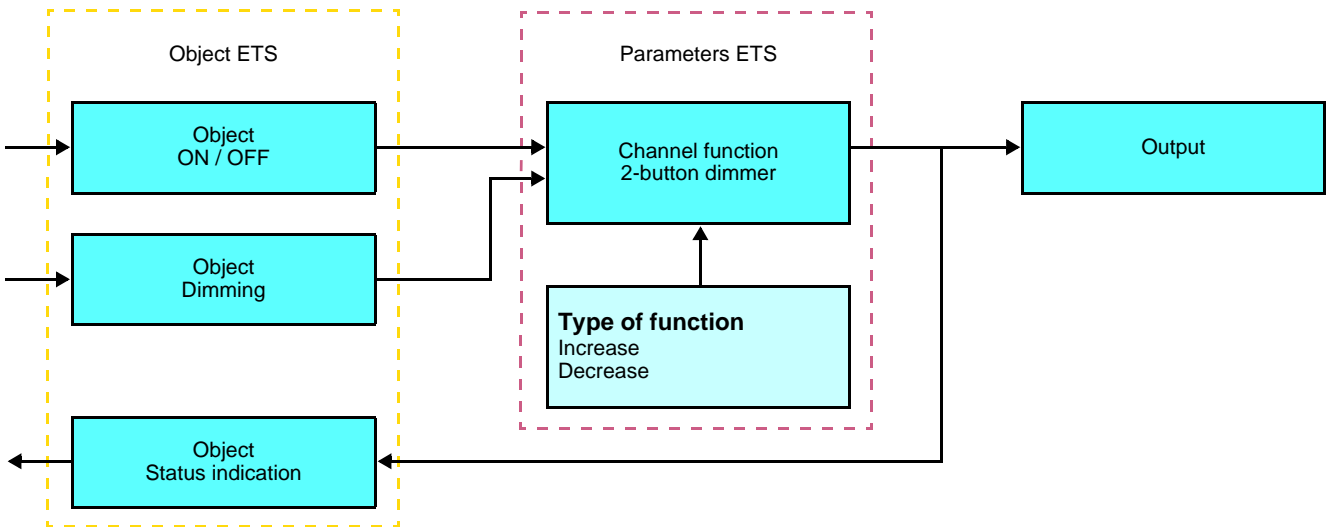 Object ETS
Parameters ETS
Object
ON / OFF
Channel function
2-button dimmer
Output
Object
Dimming
Type of function
Increase
Decrease
Object
Status indication